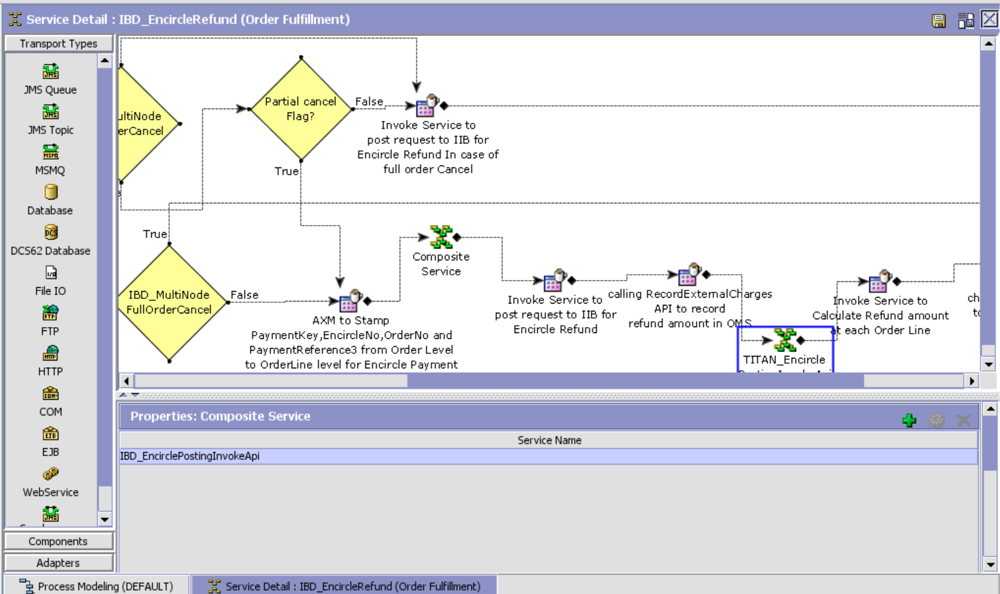 Service Detail : IBD_EncircleRefund (Order Fulfillment)
Transport Types
JMS Queue
JMS Topic
MSMQ
Database
DCS62 Database
File IO
FTP
HTTP
COM
EJB
WebService
Components
Adapters
ultiNode
erCancel
Partial cancel
Flag?
False
True
Invoke Service to
post request to IIB for
Encircle Refund In case of
full order Cancel
True
IBD_MultiNode
FullOrderCancel
False
AXM to Stamp
PaymentKey,EncircleNo,OrderNo and
PaymentReference3 from Order Level
to OrderLine level for Encircle Payment
Composite
Service
Invoke Service to
post request to IIB for
Encircle Refund
calling RecordExternalCharges
API to record
refund amount in OMS
TITAN_Encircle
Invoke Service to
Calculate Refund amount
at each Order Line
ch
to
Properties: Composite Service
Service Name
IBD_EncirclePostingInvokeApi
Process Modeling (DEFAULT)
Service Detail : IBD_EncircleRefund (Order Fulfillment)